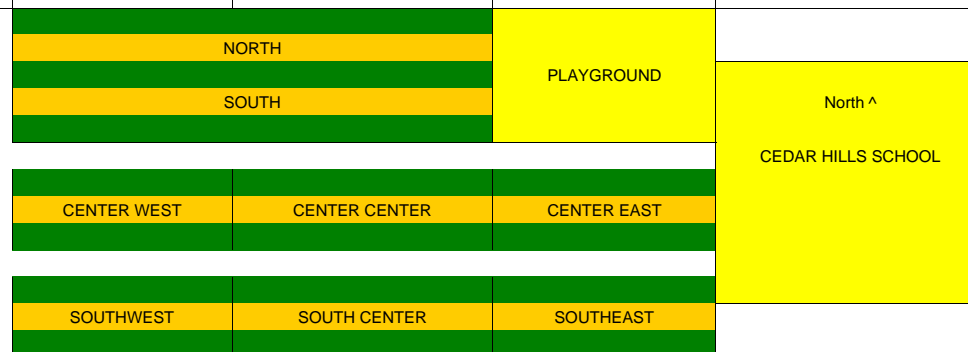 NORTH
PLAYGROUND
SOUTH
North ^
CEDAR HILLS SCHOOL
CENTER WEST
CENTER CENTER
CENTER EAST
SOUTHWEST
SOUTH CENTER
SOUTHEAST